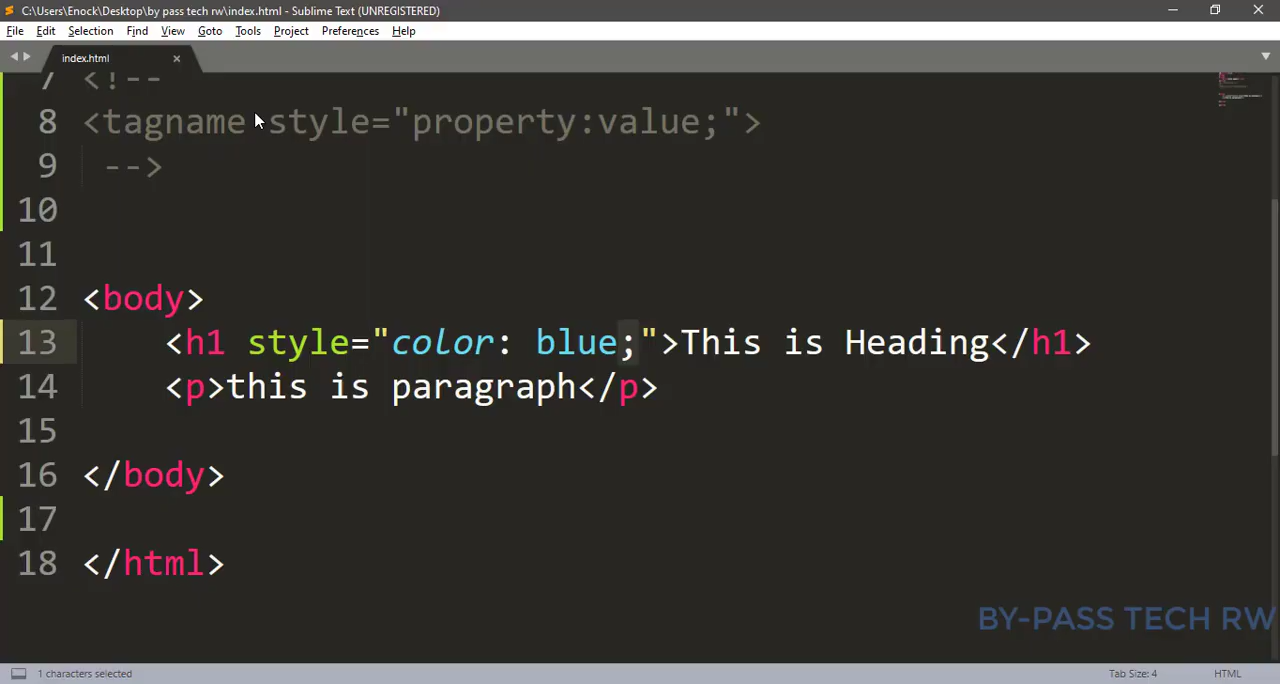 C:\Users\Enock\Desktop\by pass tech rw\index.html - Sublime Text (UNREGISTERED)
File Edit Selection Find View Goto Tools Project Preferences Help
index.html
7 <!--
8 <tagname style="property:value;">
9 -->
10
11
12 <body>
13 <h1 style="color: blue;">This is Heading</h1>
14 <p>this is paragraph</p>
15
16 </body>
17
18 </html>
BY-PASS TECH RW
1 characters selected Tab Size: 4 HTML